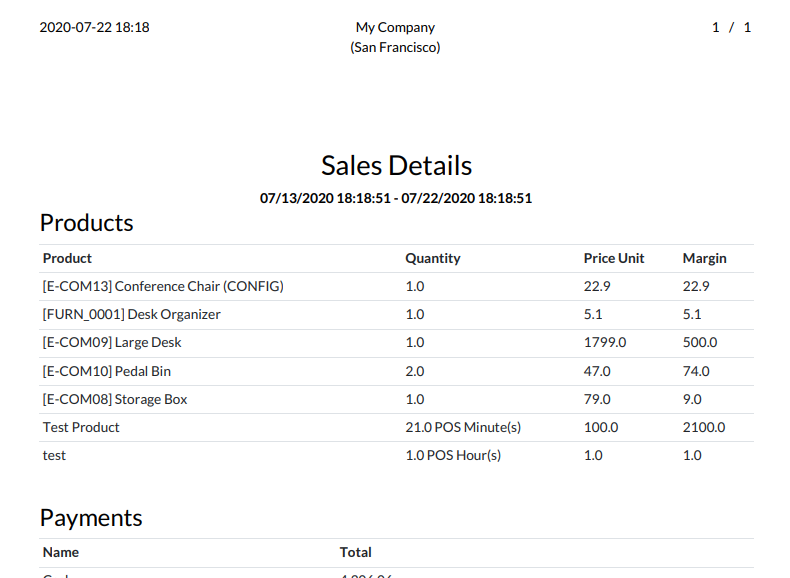 2020-07-22 18:18 My Company 1 / 1
(San Francisco)
Sales Details
07/13/2020 18:18:51 - 07/22/2020 18:18:51
Products
Product Quantity Price Unit Margin
[E-COM13] Conference Chair (CONFIG) 1.0 22.9 22.9
[FURN_0001] Desk Organizer 1.0 5.1 5.1
[E-COM09] Large Desk 1.0 1799.0 500.0
[E-COM10] Pedal Bin 2.0 47.0 74.0
[E-COM08] Storage Box 1.0 79.0 9.0
Test Product 21.0 POS Minute(s) 100.0 2100.0
test 1.0 POS Hour(s) 1.0 1.0
Payments
Name Total